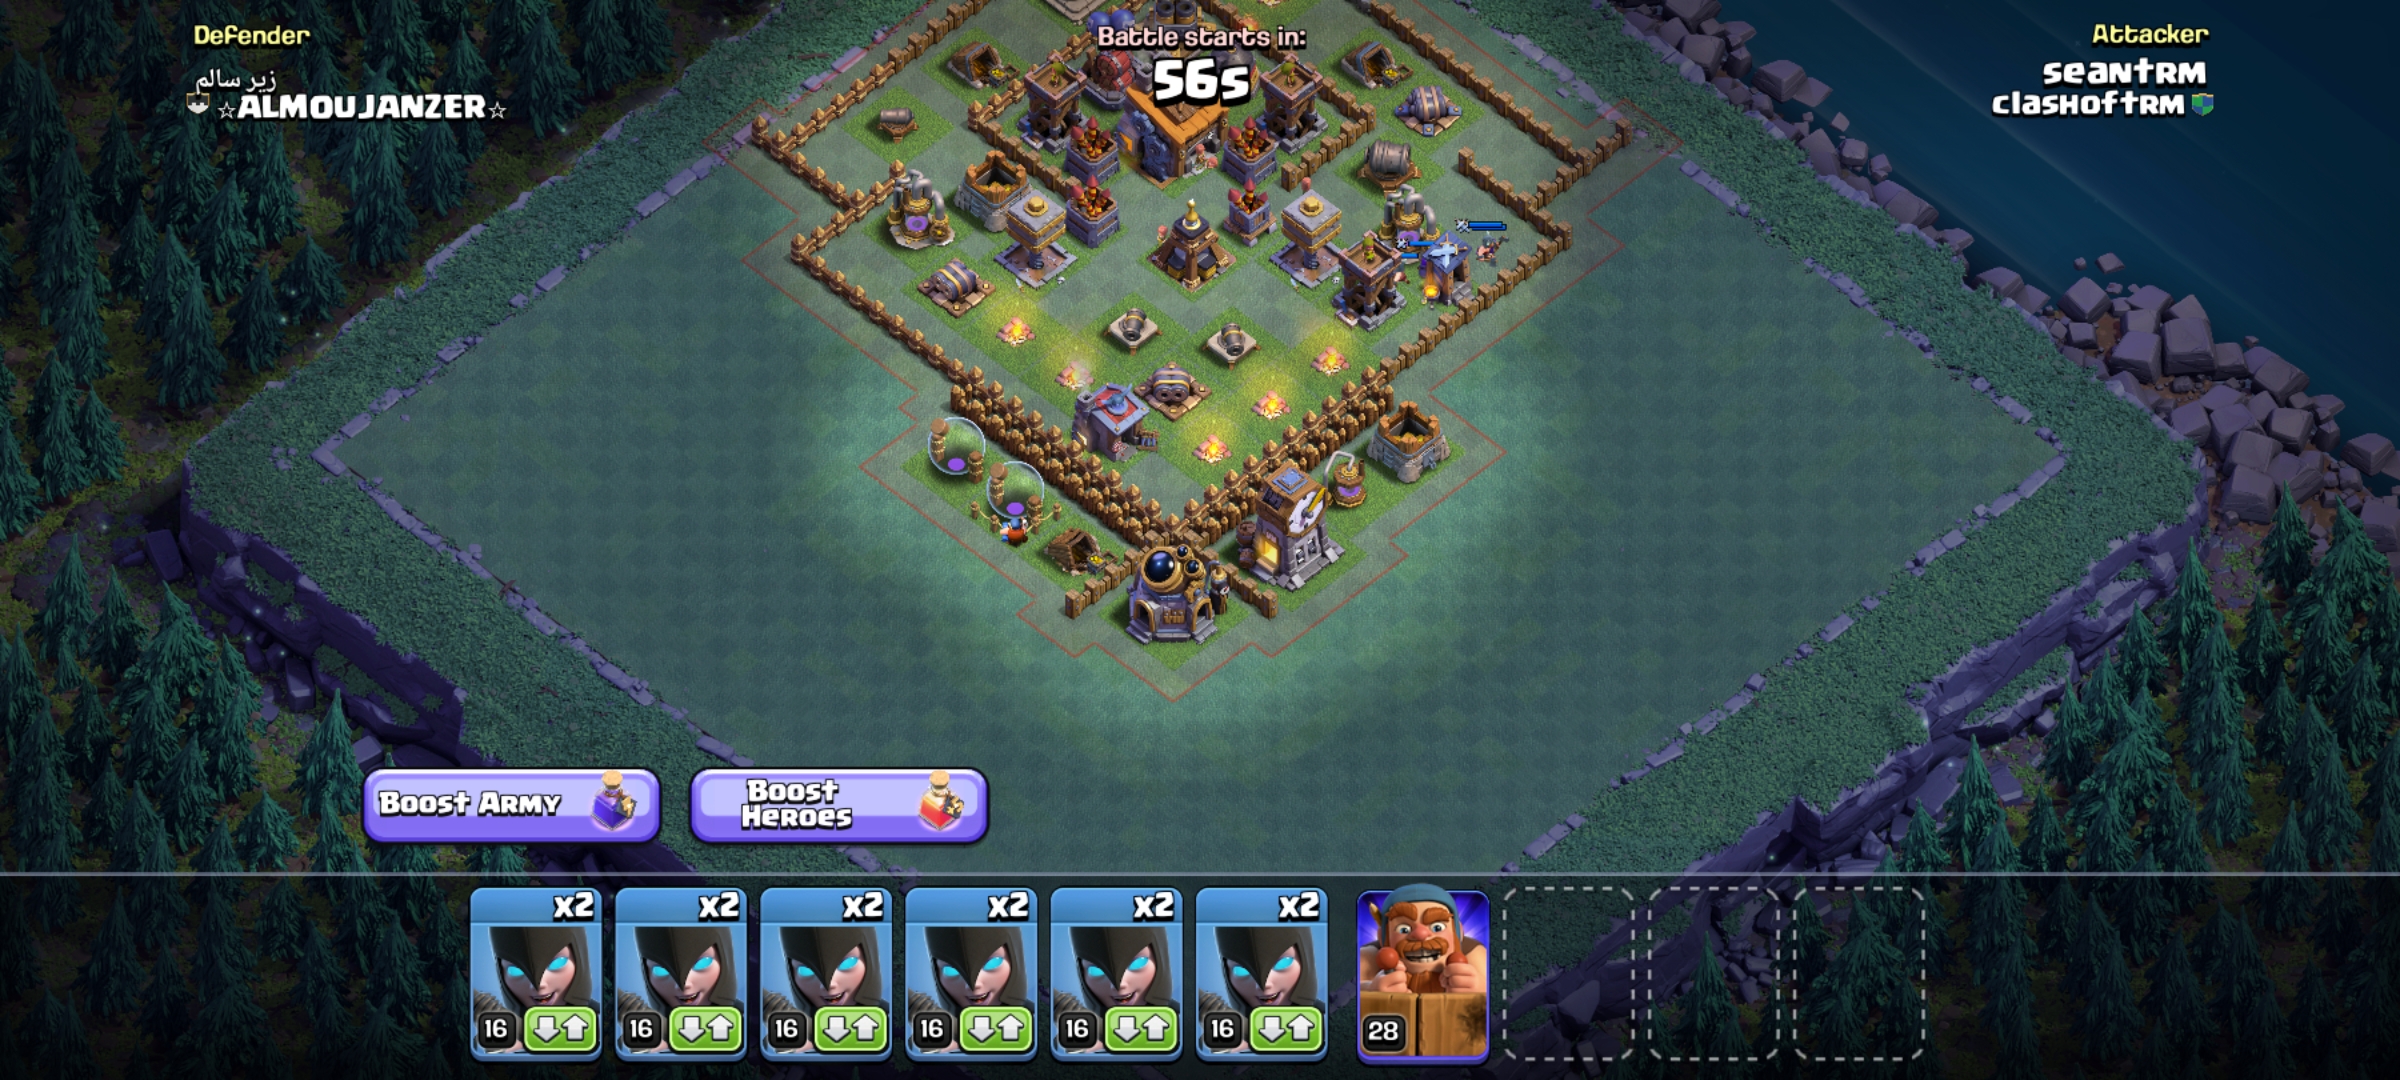 Defender
زير سالم
☆ALMOUJANZER☆
Battle starts in:
56s
Attacker
seantRM
clashoftRM
Boost Army
Boost Heroes
x2
x2
x2
x2
x2
x2
16
16
16
16
16
16
28